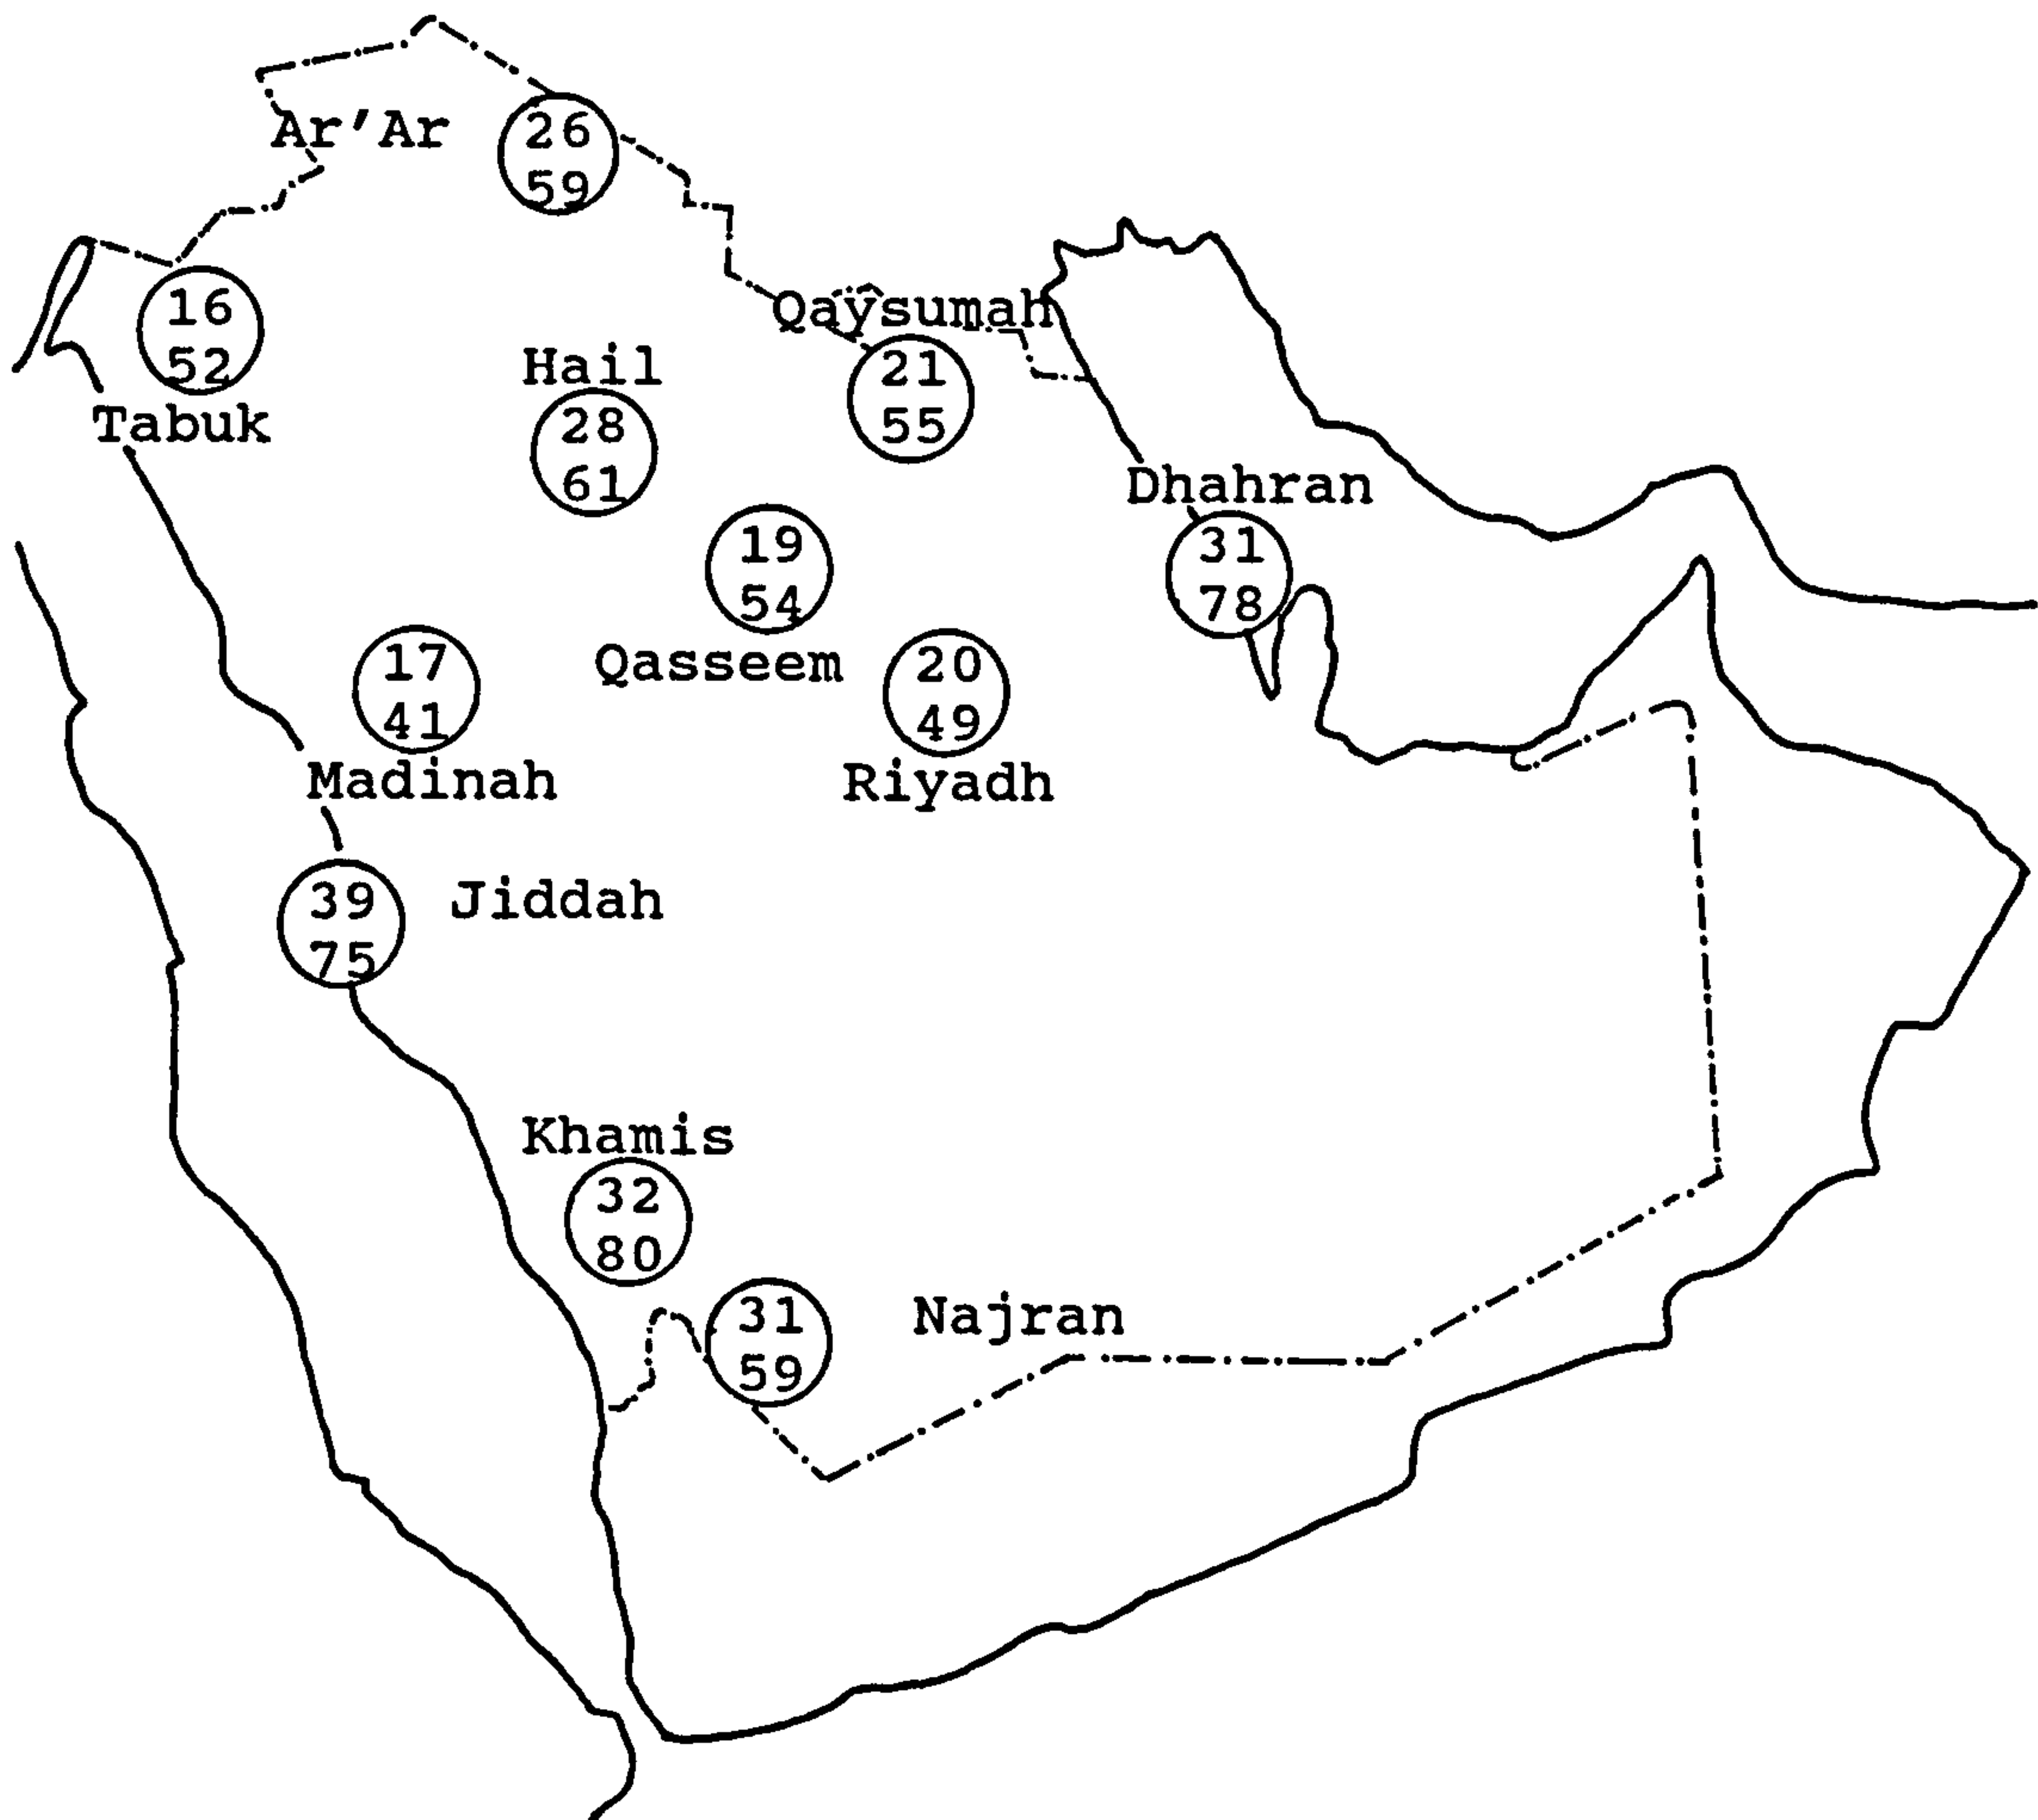 Ar'Ar
26
59
16
52
Tabuk
Qaysumah
21
55
Hail
28
61
Dhahran
31
78
19
54
Qasseem
17
41
Madinah
20
49
Riyadh
39
75
Jiddah
Khamis
32
80
31
59
Najran